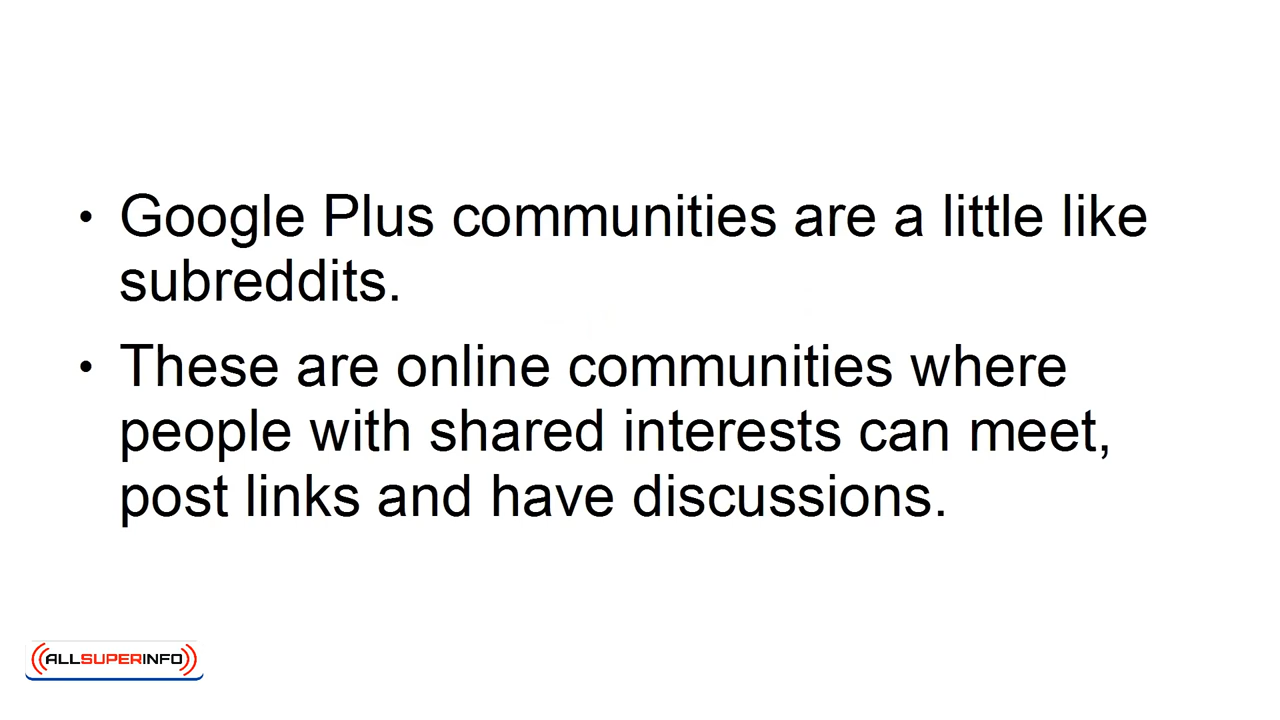 • Google Plus communities are a little like
subreddits.
• These are online communities where
people with shared interests can meet,
post links and have discussions.
ALLSUPERINFO